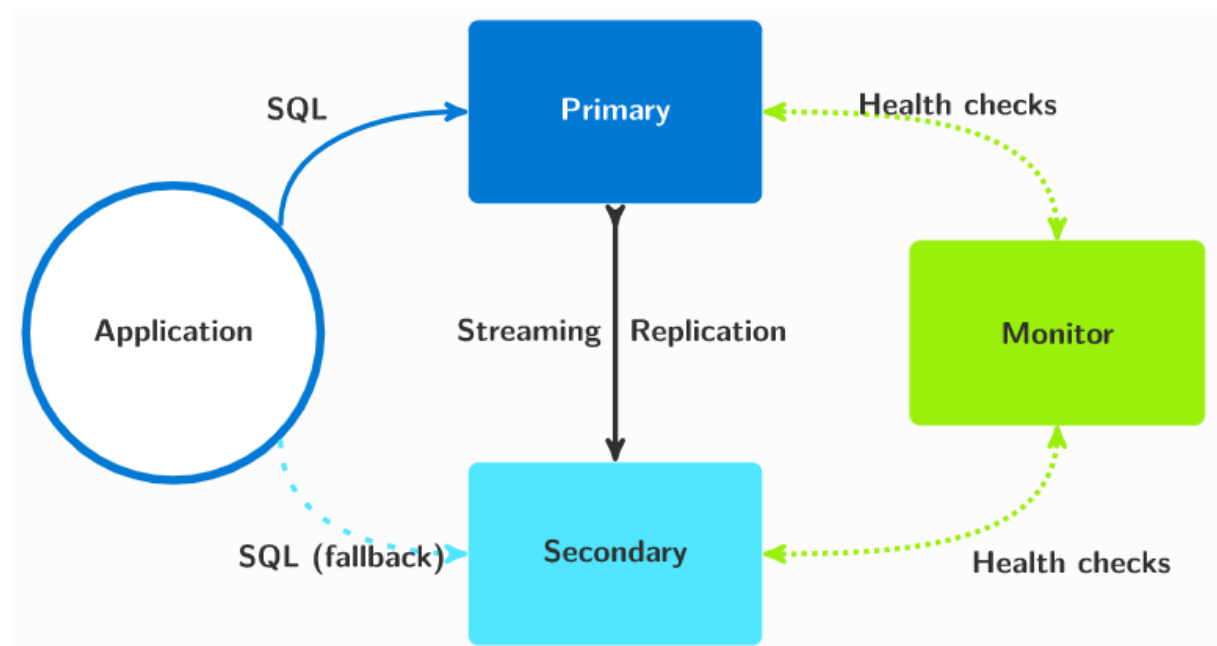 SQL
Primary
Health checks
Application
Streaming Replication
Monitor
SQL (fallback)
Secondary
Health checks